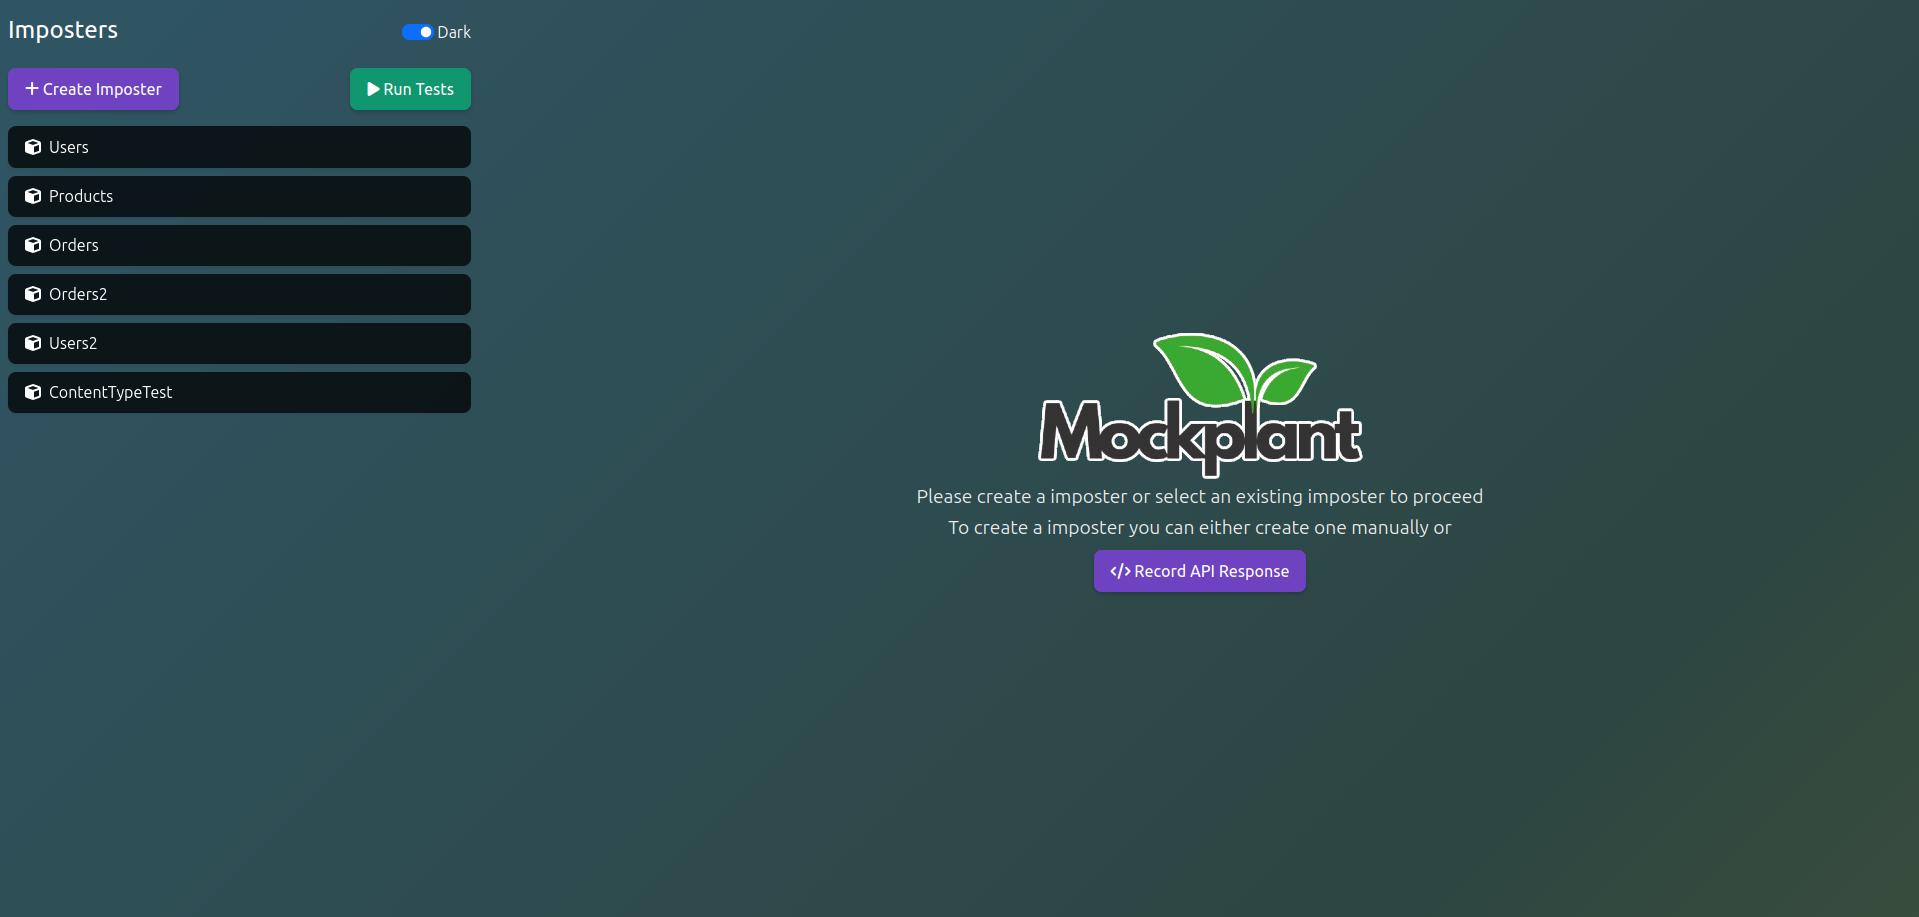 Imposters
Dark
Create Imposter
Run Tests
Users
Products
Orders
Orders2
Users2
ContentTypeTest
Mockplant
Please create a imposter or select an existing imposter to proceed
To create a imposter you can either create one manually or
Record API Response